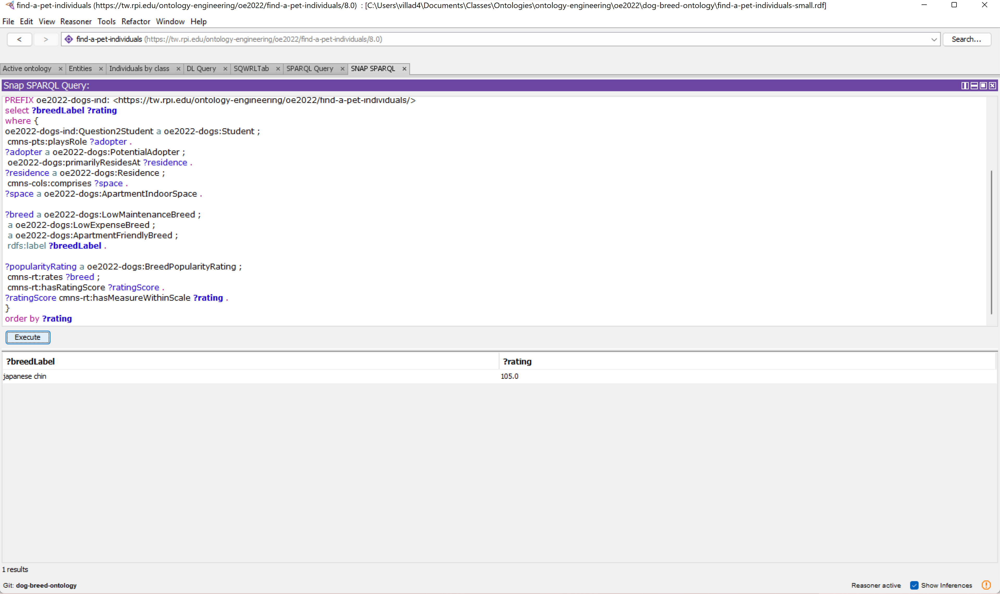 find-a-pet-individuals (https://tw.rpi.edu/ontology-engineering/oe2022/find-a-pet-individuals/8.0) : [C:\Users\villad4\Documents\Classes\Ontologies\ontology-engineering\oe2022\dog-breed-ontology\find-a-pet-individuals-small.rdf]
File Edit View Reasoner Tools Refactor Window Help
< > find-a-pet-individuals (https://tw.rpi.edu/ontology-engineering/oe2022/find-a-pet-individuals/8.0) Search...
Active ontology × Entities × Individuals by class × DL Query × SQWRLTab × SPARQL Query × SNAP SPARQL ×
Snap SPARQL Query:
PREFIX oe2022-dogs-ind: <https://tw.rpi.edu/ontology-engineering/oe2022/find-a-pet-individuals/>
select ?breedLabel ?rating
where {
oe2022-dogs-ind:Question2Student a oe2022-dogs:Student ;
cmns-pts:playsRole ?adopter .
?adopter a oe2022-dogs:PotentialAdopter ;
oe2022-dogs:primarilyResidesAt ?residence .
?residence a oe2022-dogs:Residence ;
cmns-cols:comprises ?space .
?space a oe2022-dogs:ApartmentIndoorSpace .
?breed a oe2022-dogs:LowMaintenanceBreed ;
a oe2022-dogs:LowExpenseBreed ;
a oe2022-dogs:ApartmentFriendlyBreed ;
rdfs:label ?breedLabel .
?popularityRating a oe2022-dogs:BreedPopularityRating ;
cmns-rt:rates ?breed ;
cmns-rt:hasRatingScore ?ratingScore .
?ratingScore cmns-rt:hasMeasureWithinScale ?rating .
}
order by ?rating
Execute
?breedLabel ?rating
japanese chin 105.0
1 results
Git: dog-breed-ontology Reasoner active Show Inferences